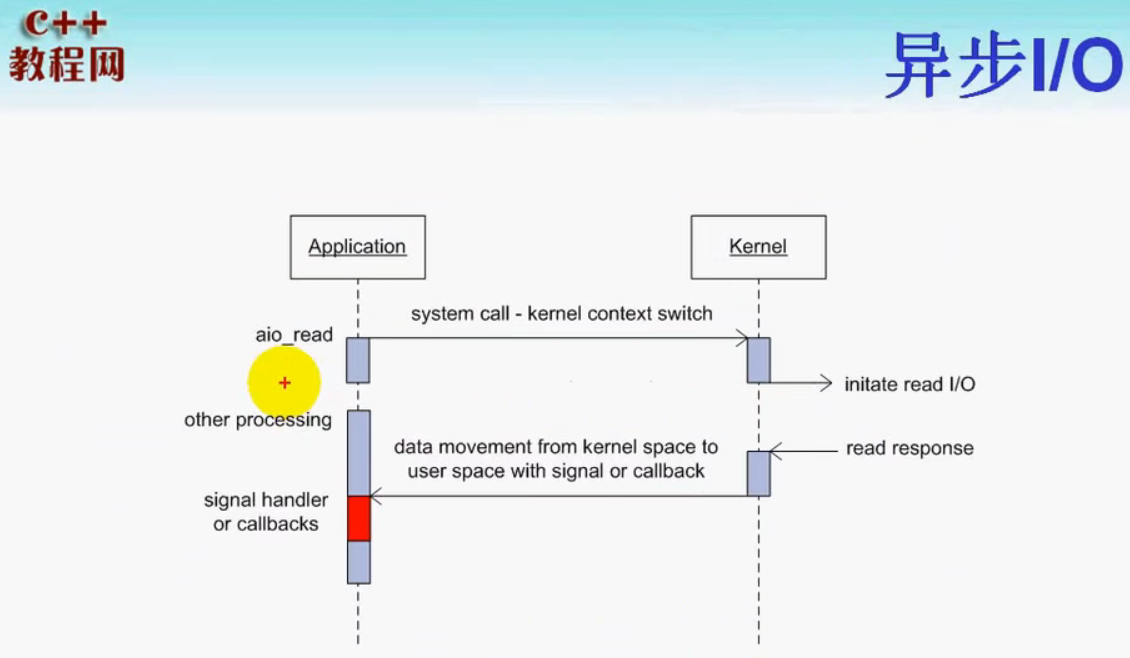 C++
教程网
异步I/O
Application
Kernel
system call - kernel context switch
aio_read
initate read I/O
other processing
data movement from kernel space to
user space with signal or callback
read response
signal handler
or callbacks